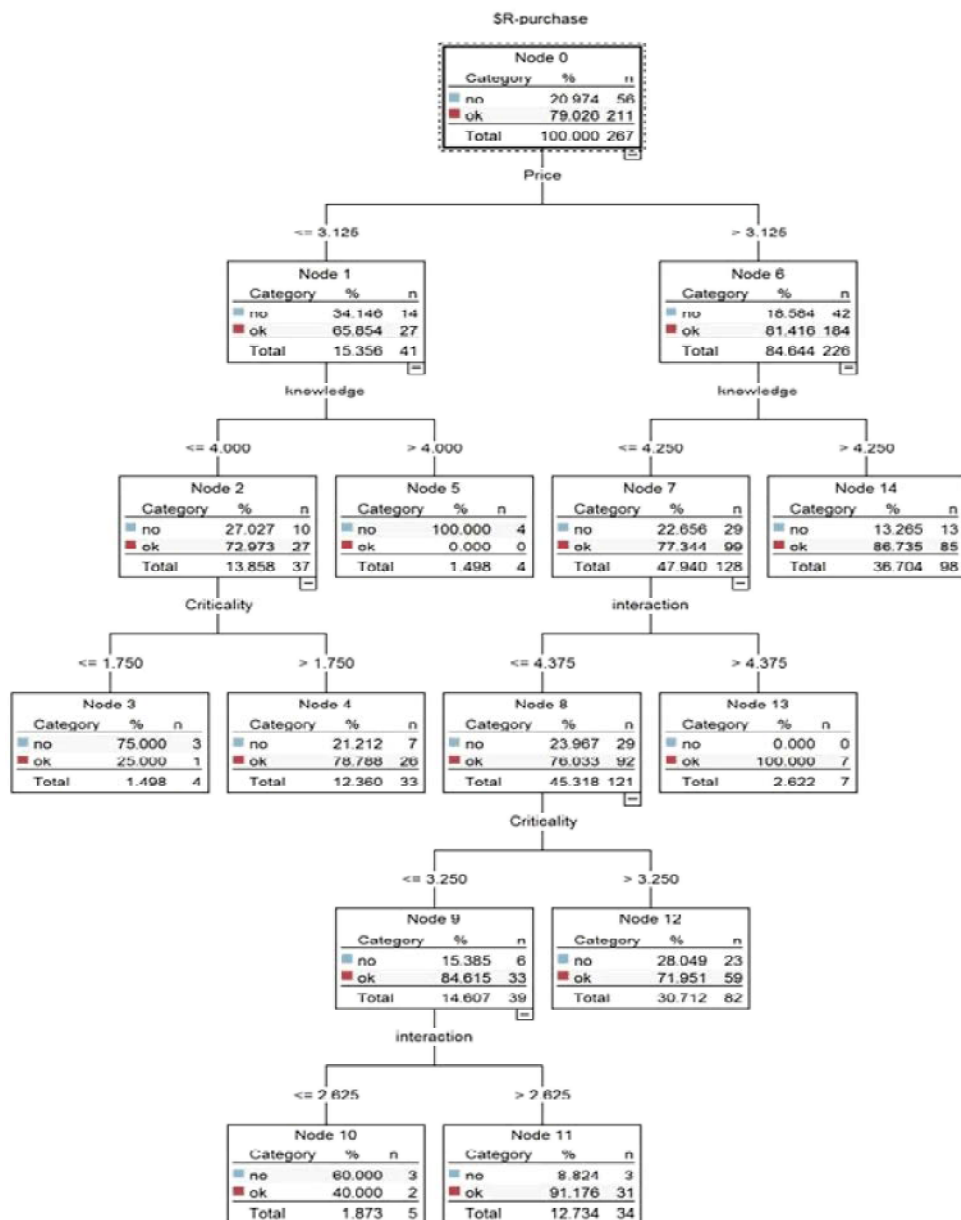 $R-purchase
Node 0
Category % n
no 20.974 56
ok 79.026 211
Total 100.000 267
Price
<= 3.125
> 3.125
Node 1
Category % n
no 34.146 14
ok 65.854 27
Total 15.356 41
Node 6
Category % n
no 18.584 42
ok 81.416 184
Total 84.644 226
knowledge
knowledge
<= 4.000
> 4.000
<= 4.250
> 4.250
Node 2
Category % n
no 27.027 10
ok 72.973 27
Total 13.858 37
Node 5
Category % n
no 100.000 4
ok 0.000 0
Total 1.498 4
Node 7
Category % n
no 22.656 29
ok 77.344 99
Total 47.940 128
Node 14
Category % n
no 13.265 13
ok 86.735 85
Total 36.704 98
Criticality
interaction
<= 1.750
> 1.750
<= 4.375
> 4.375
Node 3
Category % n
no 75.000 3
ok 25.000 1
Total 1.498 4
Node 4
Category % n
no 21.212 7
ok 78.788 26
Total 12.360 33
Node 8
Category % n
no 23.967 29
ok 76.033 92
Total 45.318 121
Node 13
Category % n
no 0.000 0
ok 100.000 7
Total 2.622 7
Criticality
<= 3.250
> 3.250
Node 9
Category % n
no 15.385 6
ok 84.615 33
Total 14.607 39
Node 12
Category % n
no 28.049 23
ok 71.951 59
Total 30.712 82
interaction
<= 2.625
> 2.625
Node 10
Category % n
no 60.000 3
ok 40.000 2
Total 1.873 5
Node 11
Category % n
no 8.824 3
ok 91.176 31
Total 12.734 34